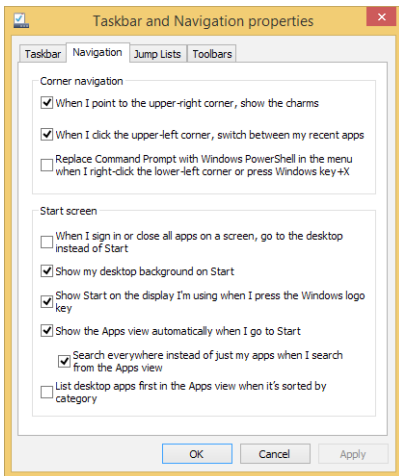 Taskbar and Navigation properties
Taskbar Navigation Jump Lists Toolbars
Corner navigation
When I point to the upper-right corner, show the charms
When I click the upper-left corner, switch between my recent apps
Replace Command Prompt with Windows PowerShell in the menu
when I right-click the lower-left corner or press Windows key+X
Start screen
When I sign in or close all apps on a screen, go to the desktop
instead of Start
Show my desktop background on Start
Show Start on the display I'm using when I press the Windows logo
key
Show the Apps view automatically when I go to Start
Search everywhere instead of just my apps when I search
from the Apps view
List desktop apps first in the Apps view when it's sorted by
category
OK Cancel Apply